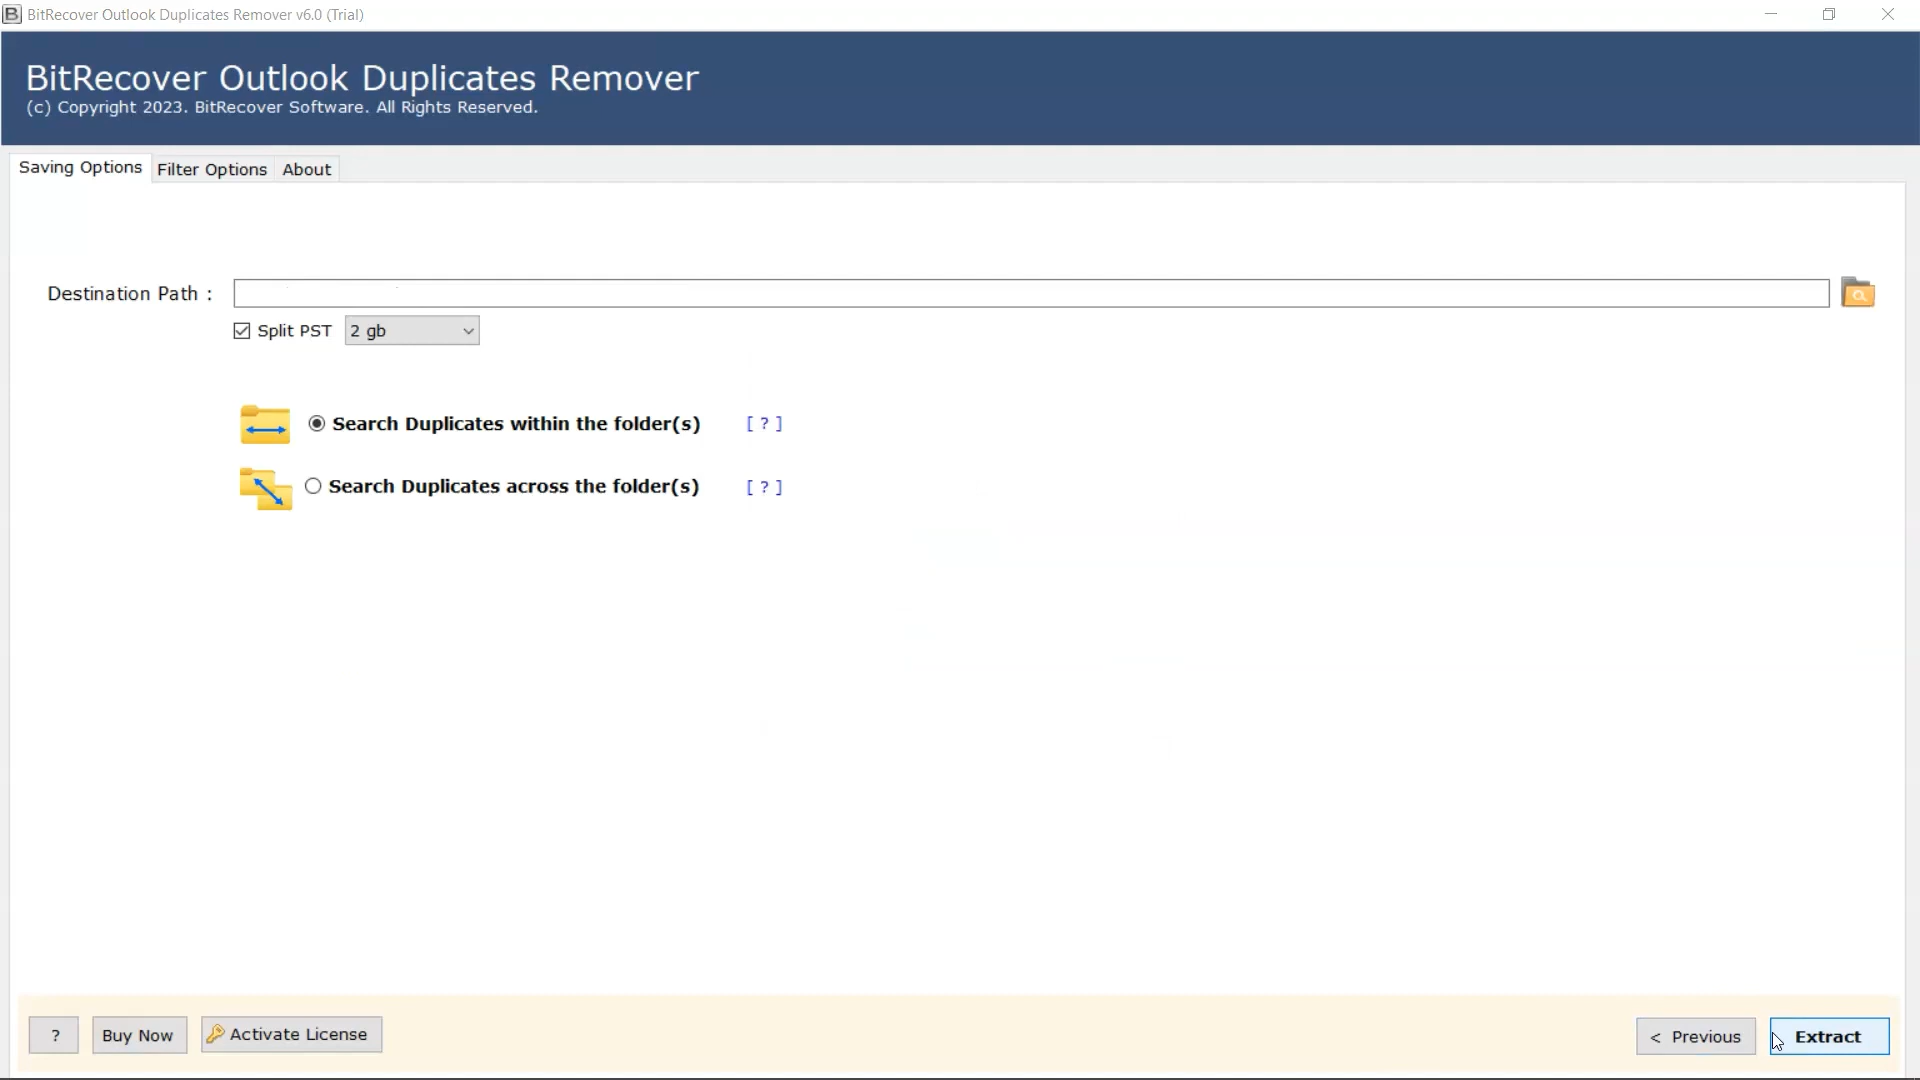 BitRecover Outlook Duplicates Remover v6.0 (Trial)
BitRecover Outlook Duplicates Remover
(c) Copyright 2023. BitRecover Software. All Rights Reserved.
Saving Options Filter Options About
Destination Path :
Split PST 2 gb
Search Duplicates within the folder(s) [ ? ]
Search Duplicates across the folder(s) [ ? ]
? Buy Now Activate License < Previous Extract